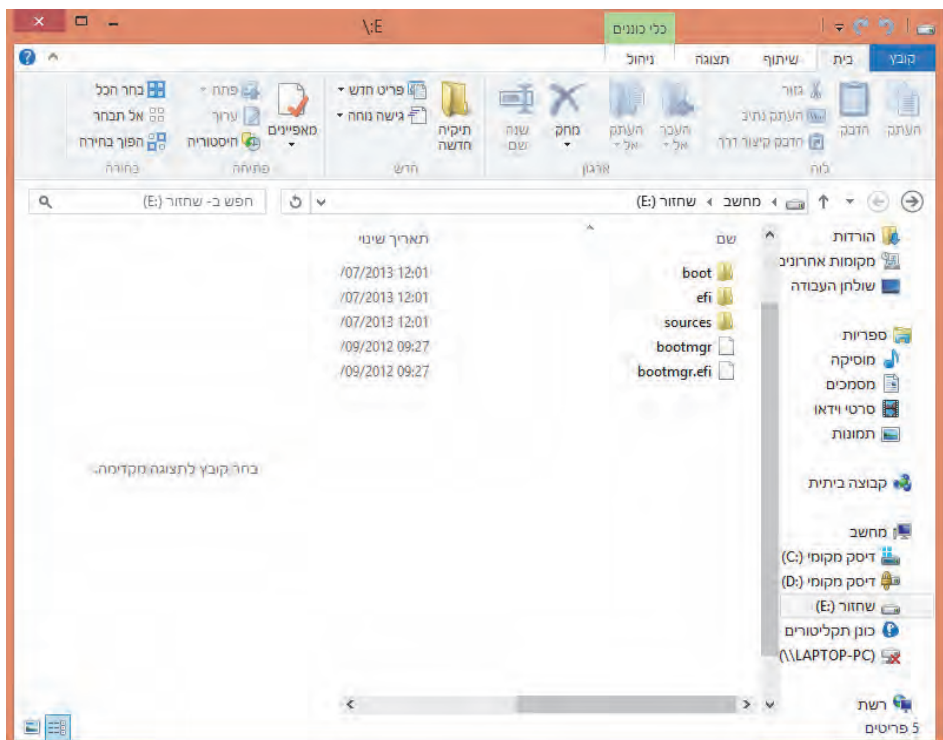 E:\
כלי כוננים
קובץ
בית
שיתוף
תצוגה
ניהול
העתק
הדבק
גזור
העתק נתיב
הדבק קיצור דרך
לוח
העבר אל
העתק אל
מחק
שנה שם
ארגון
תיקיה חדשה
פריט חדש
גישה נוחה
חדש
מאפיינים
פתח
ערוך
היסטוריה
פתיחה
בחר הכל
אל תבחר
הפוך בחירה
בחירה
מחשב
שחזור (E:)
חפש ב- שחזור (E:)
הורדות
מקומות אחרונים
שולחן העבודה
ספריות
מוסיקה
מסמכים
סרטי וידאו
תמונות
קבוצה ביתית
מחשב
דיסק מקומי (C:)
דיסק מקומי (D:)
שחזור (E:)
כונן תקליטורים
(\\LAPTOP-PC)
רשת
שם
תאריך שינוי
boot
/07/2013 12:01
efi
/07/2013 12:01
sources
/07/2013 12:01
bootmgr
/09/2012 09:27
bootmgr.efi
/09/2012 09:27
בחר קובץ לתצוגה מקדימה.
5 פריטים